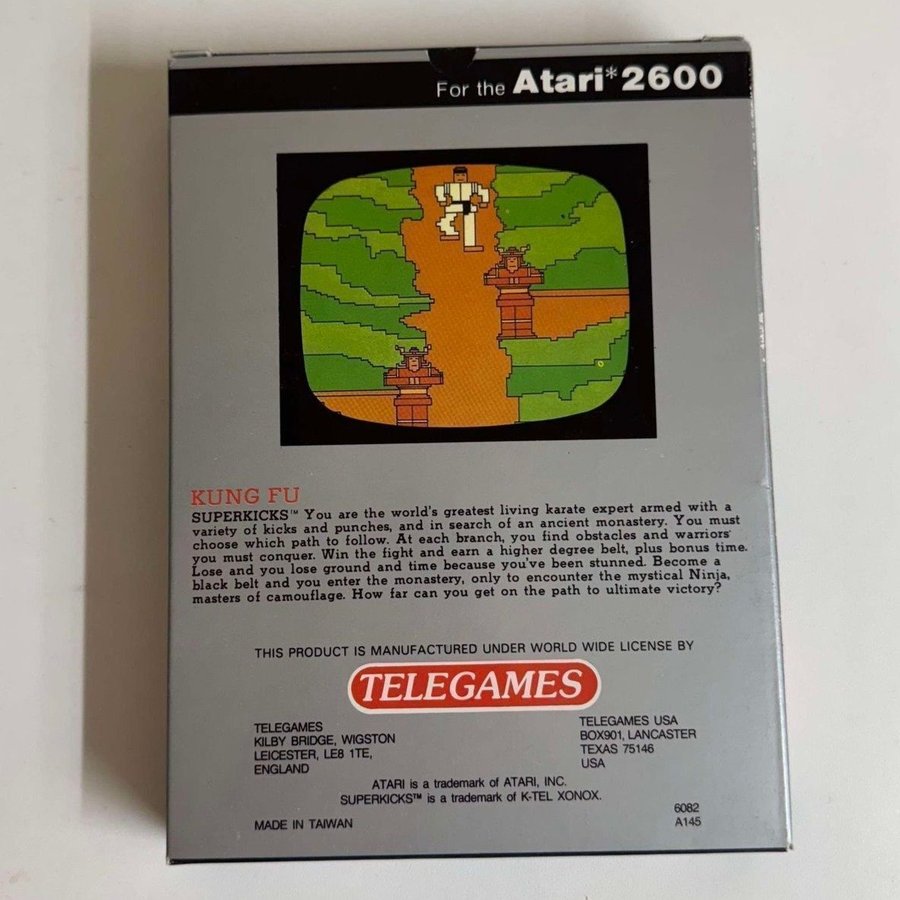 For the Atari* 2600
KUNG FU
SUPERKICKS™ You are the world's greatest living karate expert armed with a
variety of kicks and punches, and in search of an ancient monastery. You must
choose which path to follow. At each branch, you find obstacles and warriors
you must conquer. Win the fight and earn a higher degree belt, plus bonus time.
Lose and you lose ground and time because you've been stunned. Become a
black belt and you enter the monastery, only to encounter the mystical Ninja,
masters of camouflage. How far can you get on the path to ultimate victory?
THIS PRODUCT IS MANUFACTURED UNDER WORLD WIDE LICENSE BY
TELEGAMES
TELEGAMES
KILBY BRIDGE, WIGSTON
LEICESTER, LE8 1TE,
ENGLAND
TELEGAMES USA
BOX901, LANCASTER
TEXAS 75146
USA
ATARI is a trademark of ATARI, INC.
SUPERKICKS™ is a trademark of K-TEL XONOX.
MADE IN TAIWAN
6082
A145